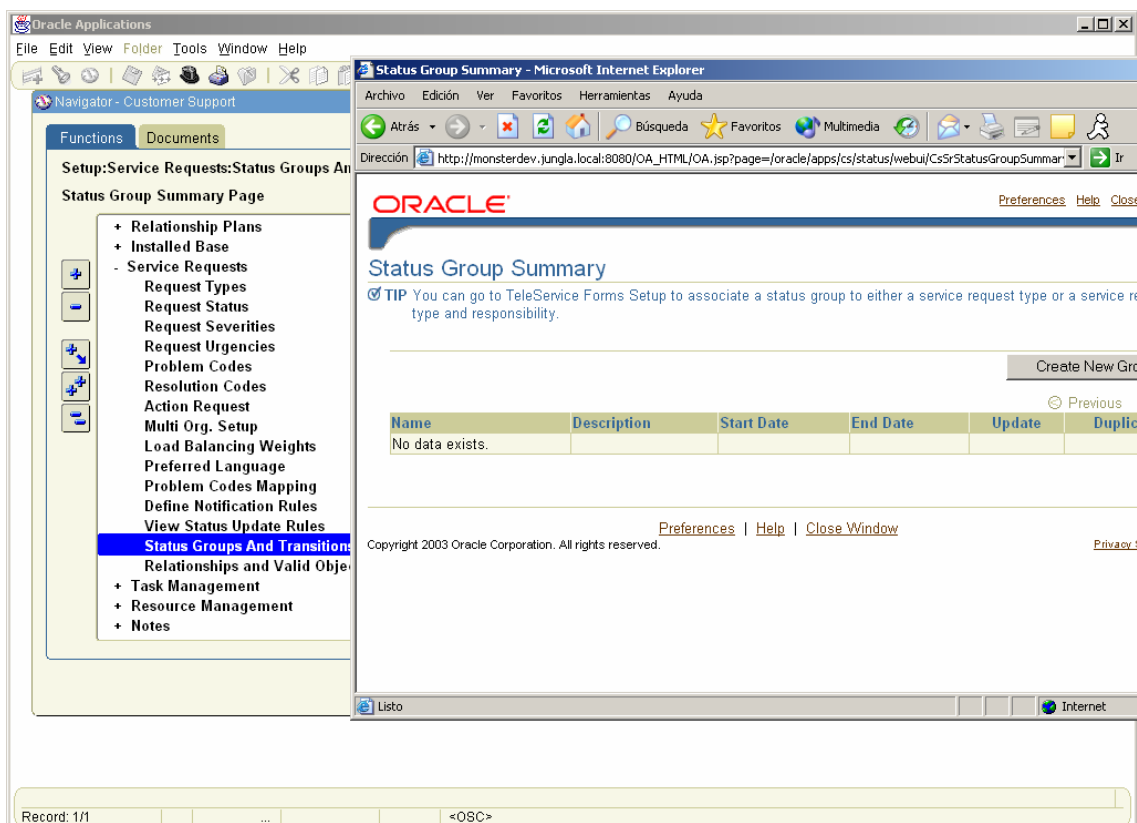 Oracle Applications
File Edit View Folder Tools Window Help
Navigator - Customer Support
Functions Documents
Setup:Service Requests:Status Groups An
Status Group Summary Page
+ Relationship Plans
+ Installed Base
- Service Requests
Request Types
Request Status
Request Severities
Request Urgencies
Problem Codes
Resolution Codes
Action Request
Multi Org. Setup
Load Balancing Weights
Preferred Language
Problem Codes Mapping
Define Notification Rules
View Status Update Rules
Status Groups And Transitions
Relationships and Valid Obje
+ Task Management
+ Resource Management
+ Notes
Status Group Summary - Microsoft Internet Explorer
Archivo Edición Ver Favoritos Herramientas Ayuda
Atrás Búsqueda Favoritos Multimedia
Dirección http://monsterdev.jungla.local:8080/OA_HTML/OA.jsp?page=/oracle/apps/cs/status/webui/CsSrStatusGroupSummar Ir
ORACLE
Preferences Help Close
Status Group Summary
TIP You can go to TeleService Forms Setup to associate a status group to either a service request type or a service re
type and responsibility.
Create New Gro
Previous
Name Description Start Date End Date Update Duplic
No data exists.
Preferences | Help | Close Window
Copyright 2003 Oracle Corporation. All rights reserved.
Privacy S
Listo Internet
Record: 1/1 ... <OSC>